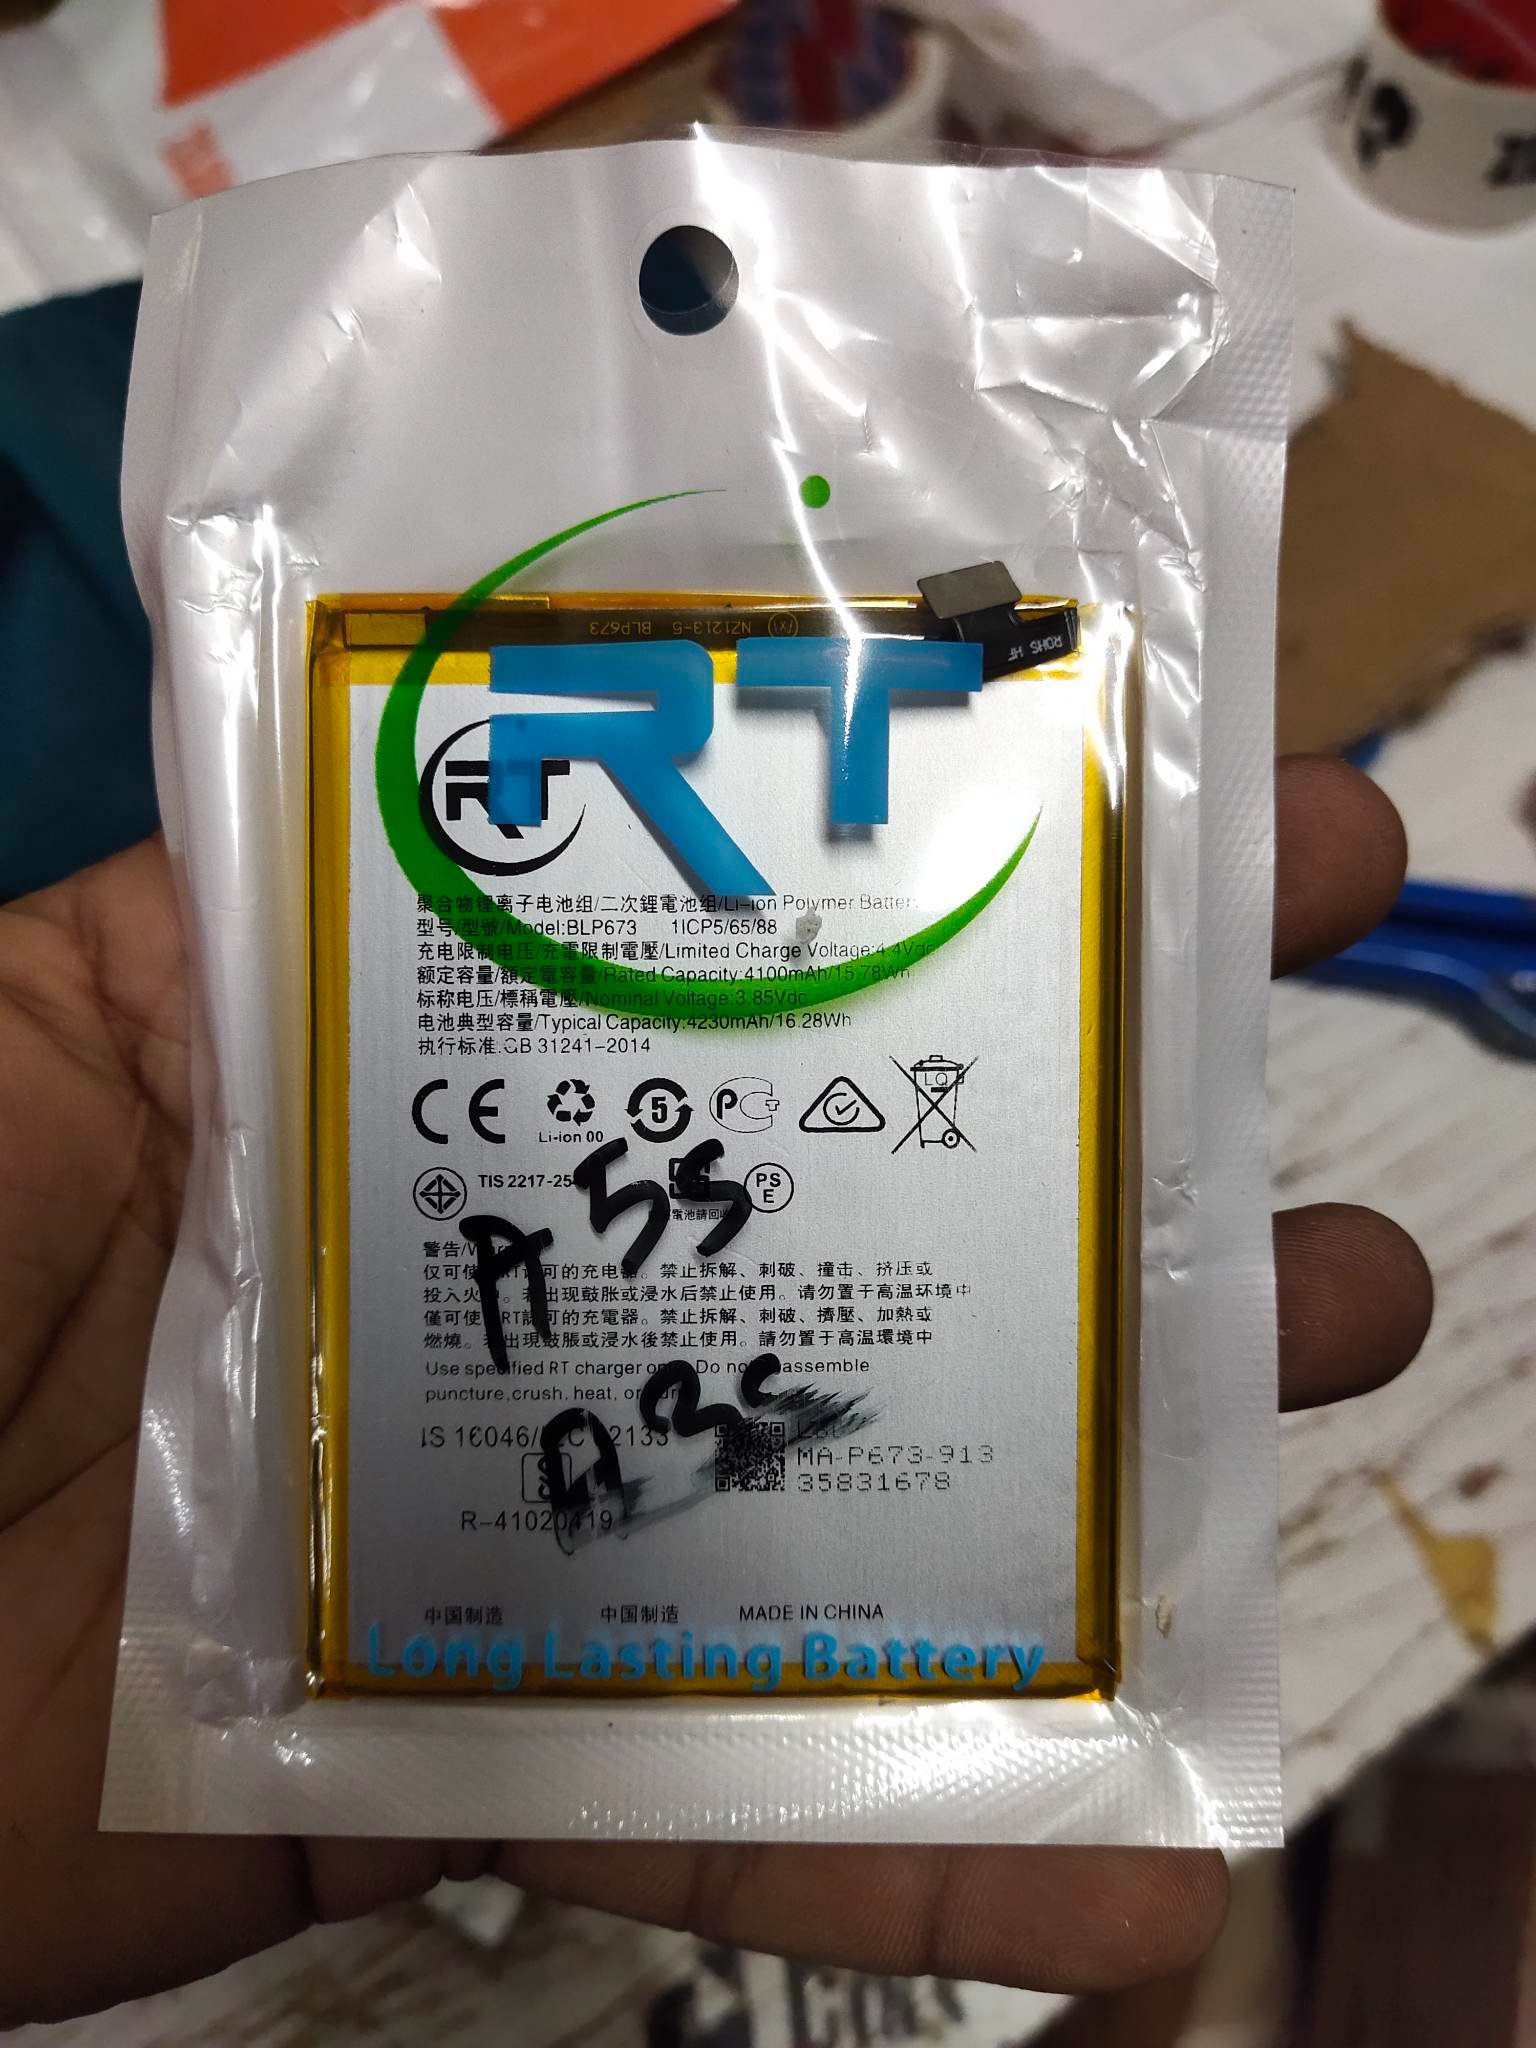 NZ1213-5 BLP673
ROHS HF
RT
RT
聚合物锂离子电池组/二次鋰電池組/Li-ion Polymer Battery
型号/型號/Model:BLP673 1ICP5/65/88
充电限制电压/充電限制電壓/Limited Charge Voltage:4.4Vdc
额定容量/額定電容量/Rated Capacity:4100mAh/15.78Wh
标称电压/標稱電壓/Nominal Voltage:3.85Vdc
电池典型容量/Typical Capacity:4230mAh/16.28Wh
执行标准:GB 31241-2014
CE
Li-ion 00
5
LQ
TIS 2217-25
PS
E
電池請回收
A 5s
警告/
仅可使 RT 可的充电器。禁止拆解、刺破、撞击、挤压或
投入火 。若出现鼓胀或浸水后禁止使用。请勿置于高温环境中
僅可使 RT認可的充電器。禁止拆解、刺破、擠壓、加熱或
燃燒。若出現鼓脹或浸水後禁止使用。請勿置于高溫環境中
Use specified RT charger only Do not assemble
puncture,crush, heat, or
IS 16046/ 2133
MA-P673-913
35831678
R-41020419
中国制造 中国制造 MADE IN CHINA
Long Lasting Battery